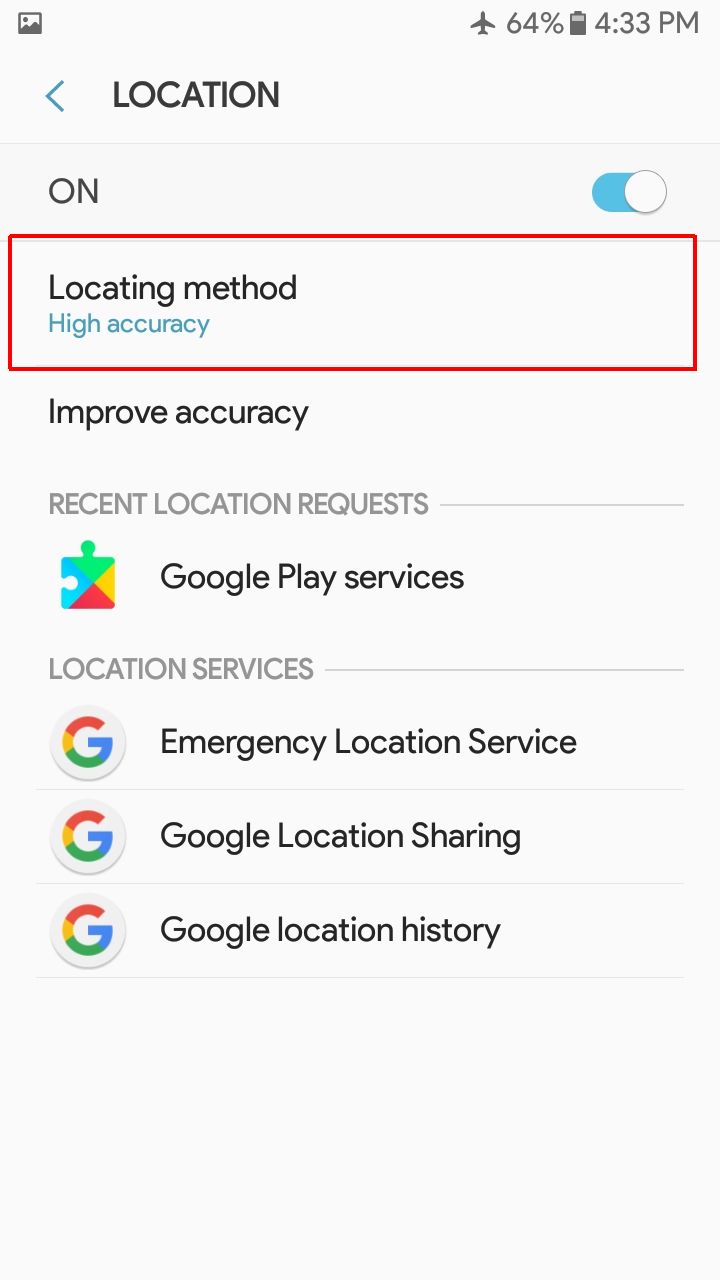 64% 4:33 PM
LOCATION
ON
Locating method
High accuracy
Improve accuracy
RECENT LOCATION REQUESTS
Google Play services
LOCATION SERVICES
Emergency Location Service
Google Location Sharing
Google location history